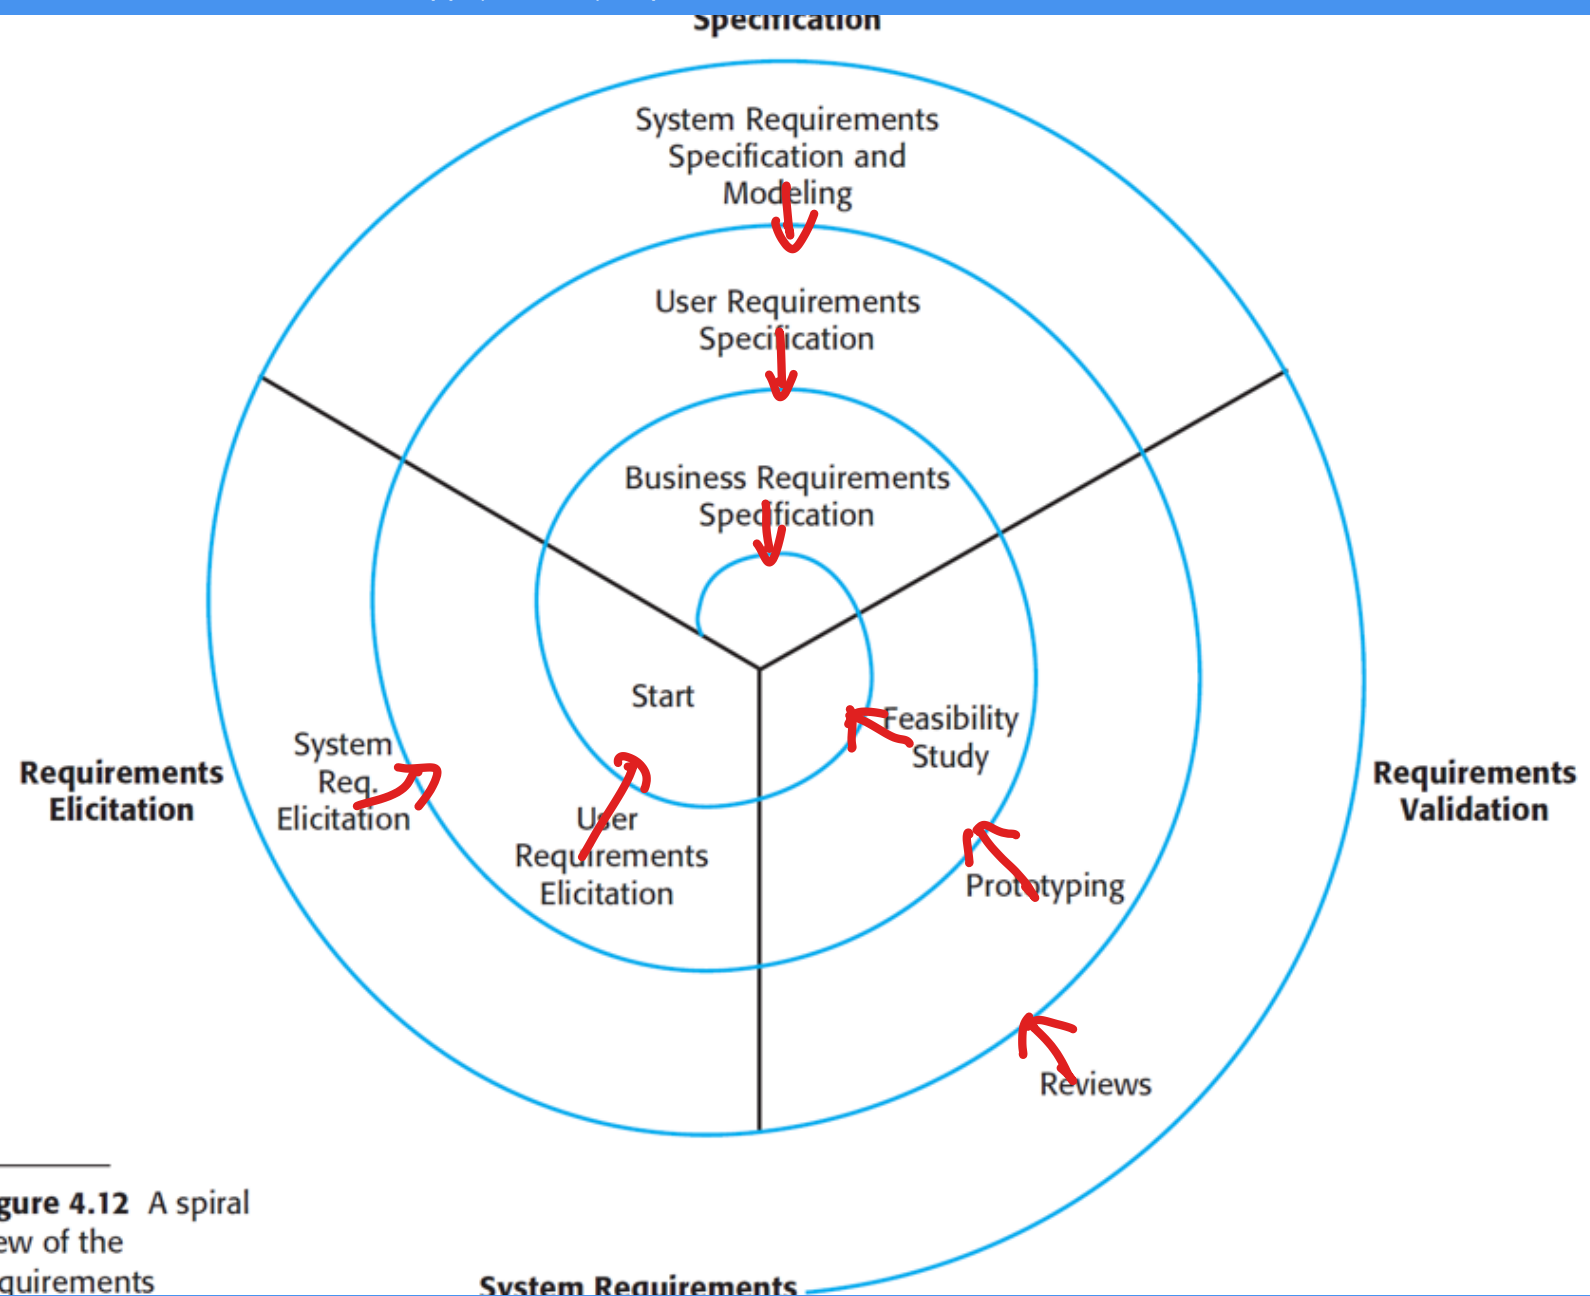 Specification
System Requirements
Specification and
Modeling
User Requirements
Specification
Business Requirements
Specification
Start
Feasibility
Study
System
Req.
Elicitation
Requirements
Elicitation
Requirements
Validation
User
Requirements
Elicitation
Prototyping
Reviews
gure 4.12 A spiral
ew of the
quirements
System Requirements